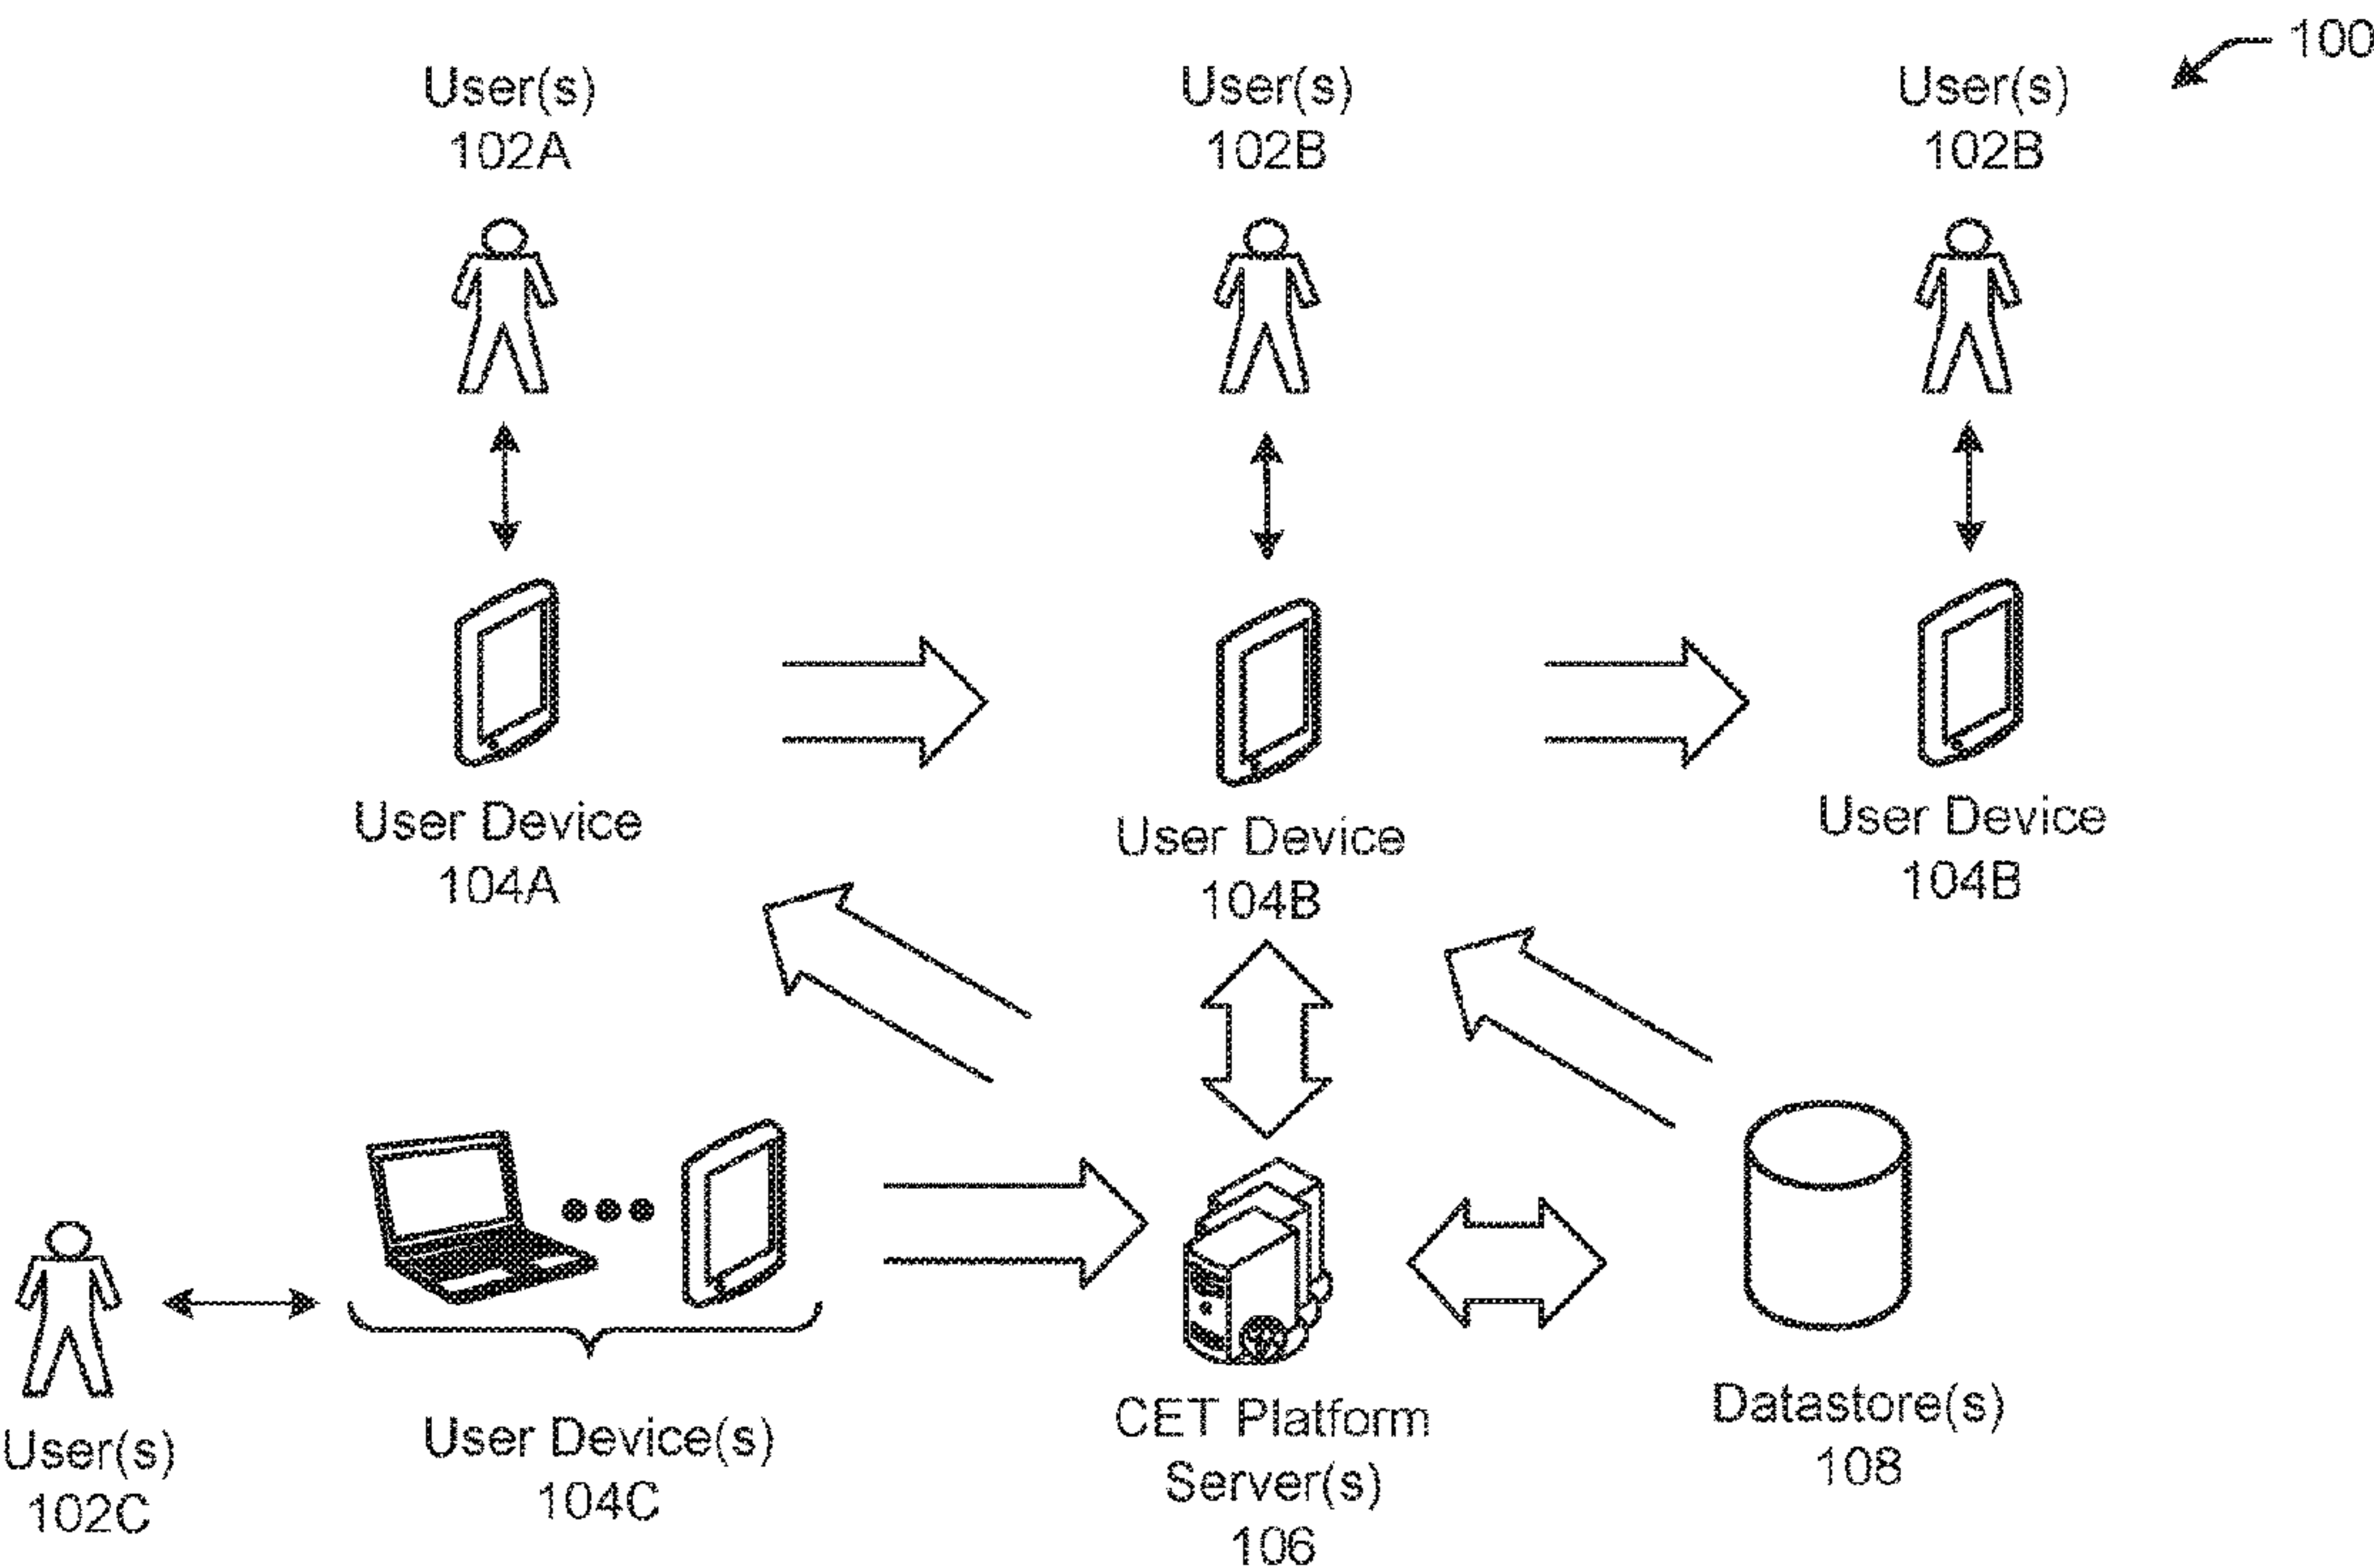 100
User(s)
102A
User(s)
102B
User(s)
102B
User Device
104A
User Device
104B
User Device
104B
User(s)
102C
User Device(s)
104C
CET Platform
Server(s)
106
Datastore(s)
108